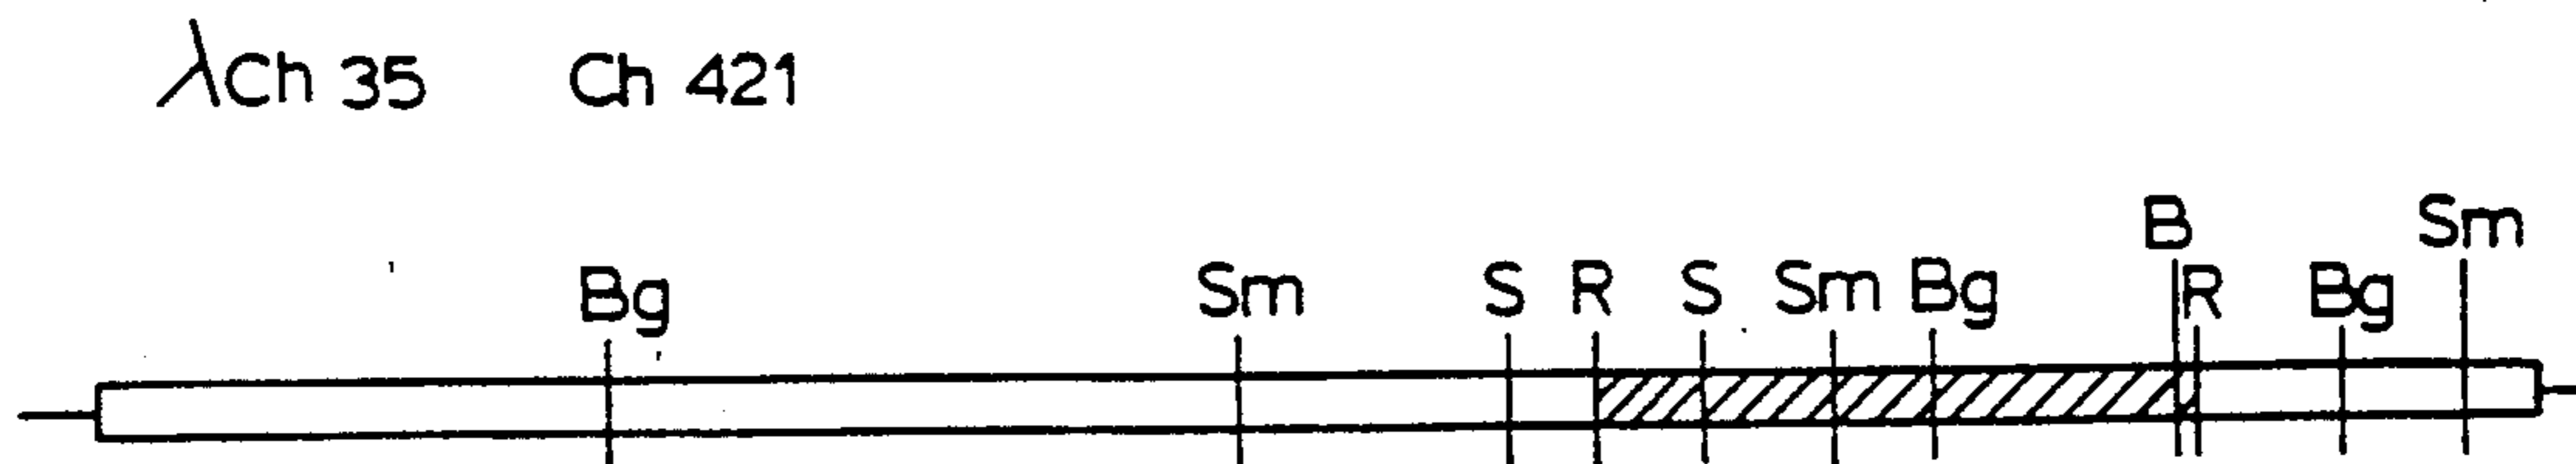 λCh 35 Ch 421
B Sm
Bg Sm S R S Sm Bg R Bg